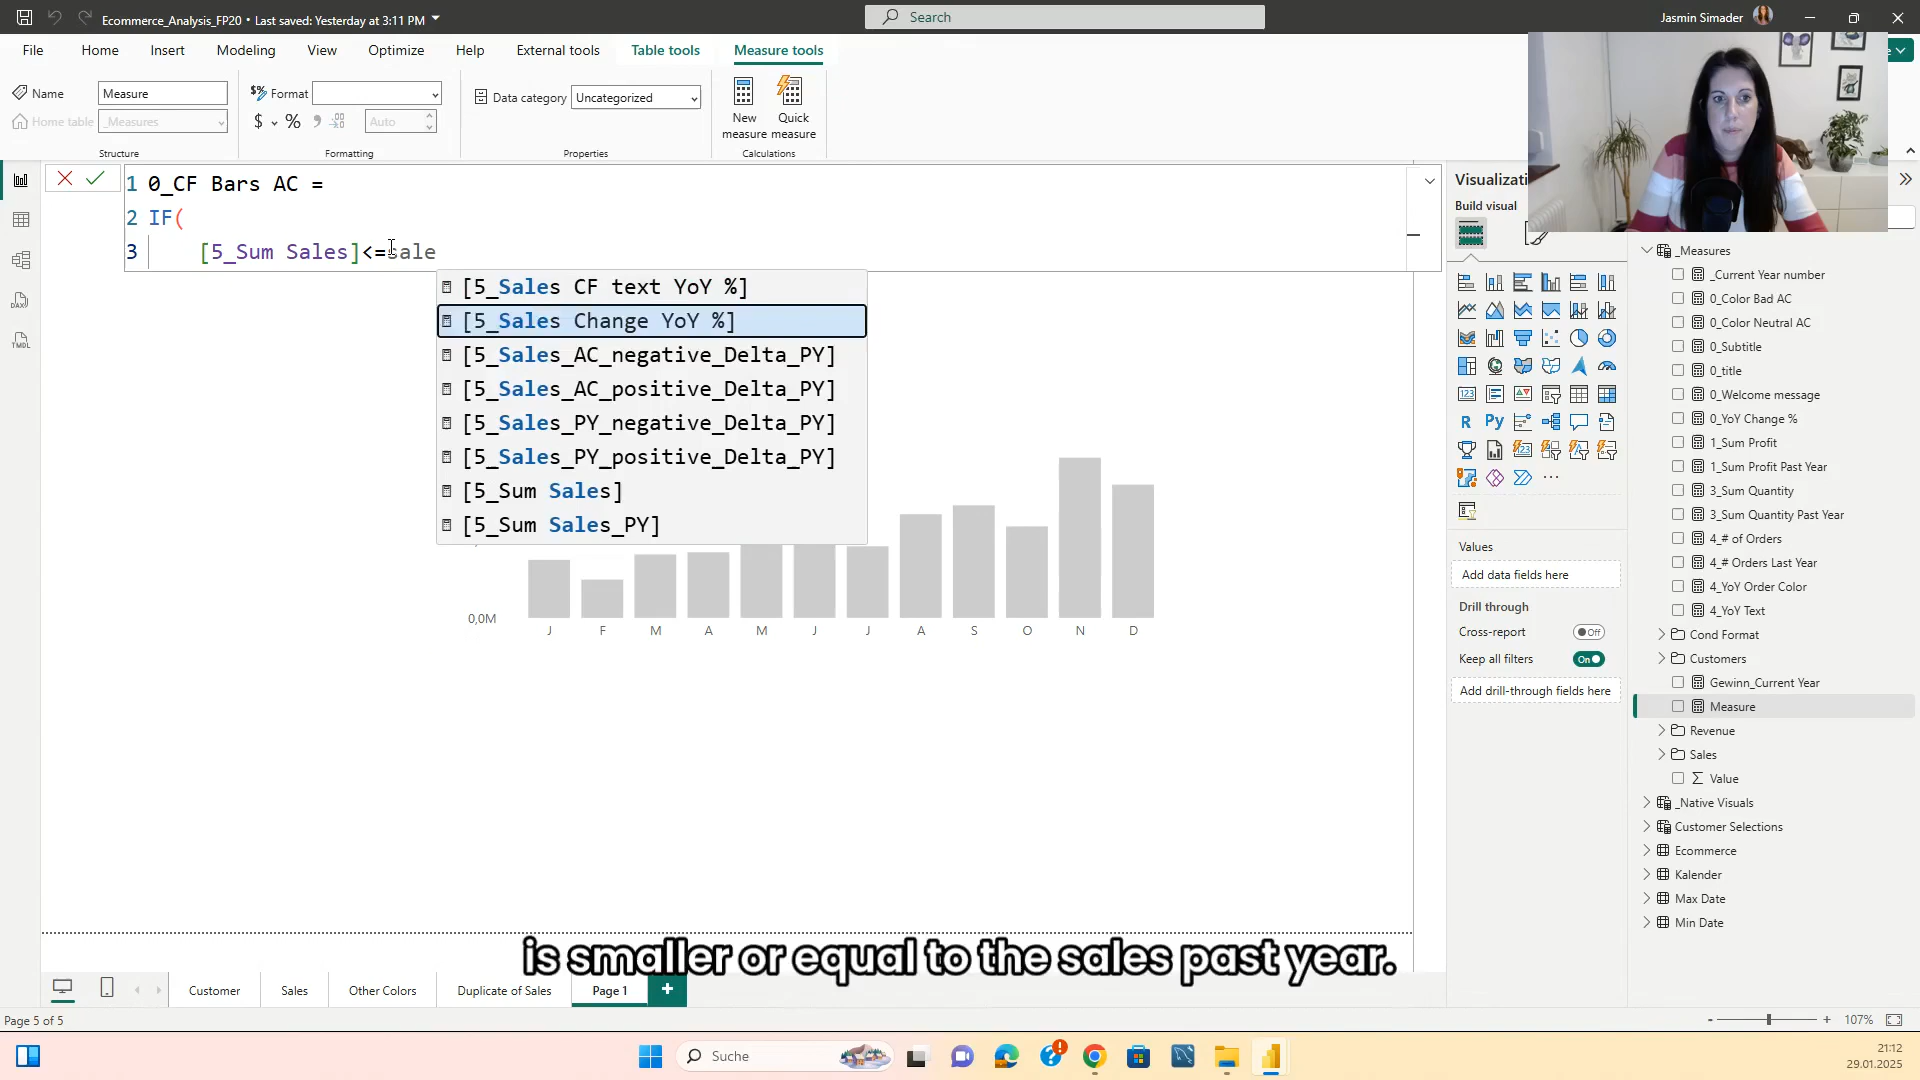 Ecommerce_Analysis_FP20 • Last saved: Yesterday at 3:11 PM
Search
Jasmin Simader
File
Home
Insert
Modeling
View
Optimize
Help
External tools
Table tools
Measure tools
Name
Measure
Home table
_Measures
Structure
Format
$
%
Auto
Formatting
Data category
Uncategorized
Properties
New measure
Quick measure
Calculations
1 0_CF Bars AC =
2 IF(
3 [5_Sum Sales]<=sale
[5_Sales CF text YoY %]
[5_Sales Change YoY %]
[5_Sales_AC_negative_Delta_PY]
[5_Sales_AC_positive_Delta_PY]
[5_Sales_PY_negative_Delta_PY]
[5_Sales_PY_positive_Delta_PY]
[5_Sum Sales]
[5_Sum Sales_PY]
0,0M
J F M A M J J A S O N D
is smaller or equal to the sales past year.
Build visual
R
Py
Values
Add data fields here
Drill through
Cross-report
Off
Keep all filters
On
Add drill-through fields here
_Measures
_Current Year number
0_Color Bad AC
0_Color Neutral AC
0_Subtitle
0_title
0_Welcome message
0_YoY Change %
1_Sum Profit
1_Sum Profit Past Year
3_Sum Quantity
3_Sum Quantity Past Year
4_# of Orders
4_# Orders Last Year
4_YoY Order Color
4_YoY Text
Cond Format
Customers
Gewinn_Current Year
Measure
Revenue
Sales
Value
_Native Visuals
Customer Selections
Ecommerce
Kalender
Max Date
Min Date
Customer
Sales
Other Colors
Duplicate of Sales
Page 1
Page 5 of 5
107%
Suche
21:12
29.01.2025